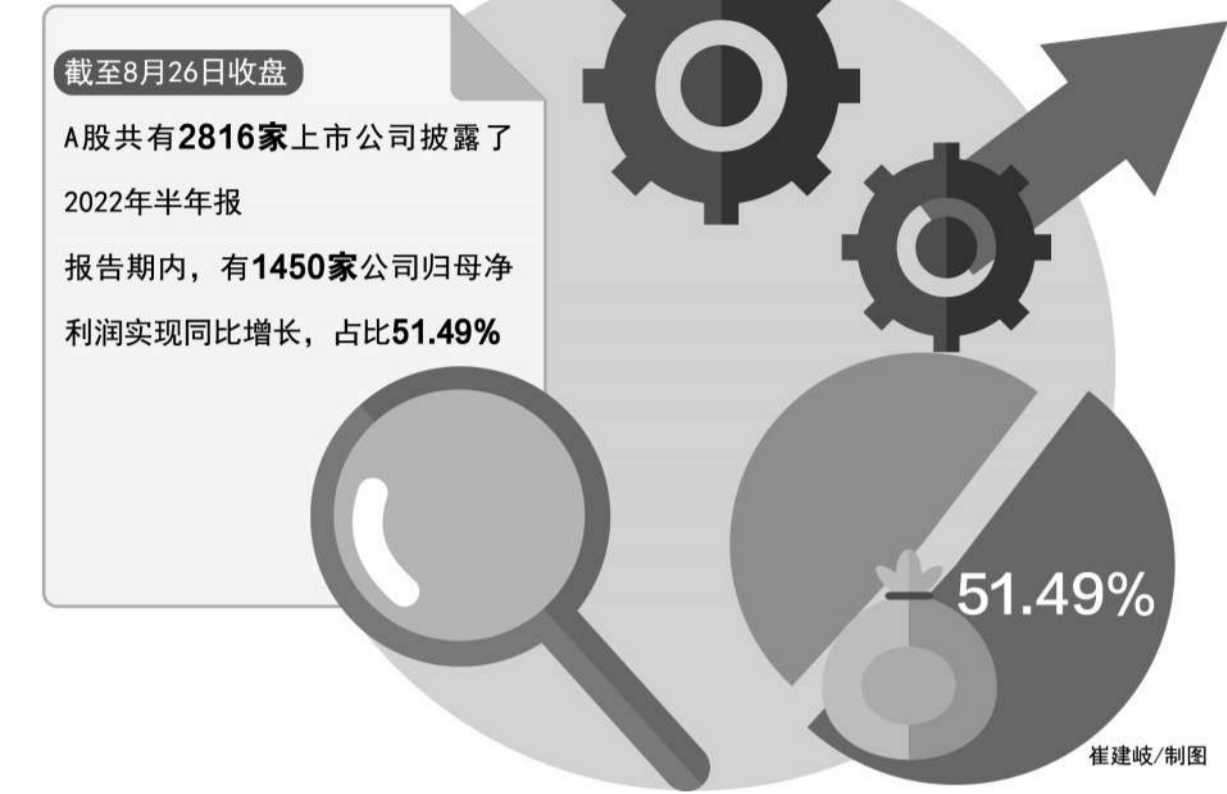 截至8月26日收盘
A股共有2816家上市公司披露了
2022年半年报
报告期内，有1450家公司归母净
利润实现同比增长，占比51.49%
51.49%
崔建岐/制图